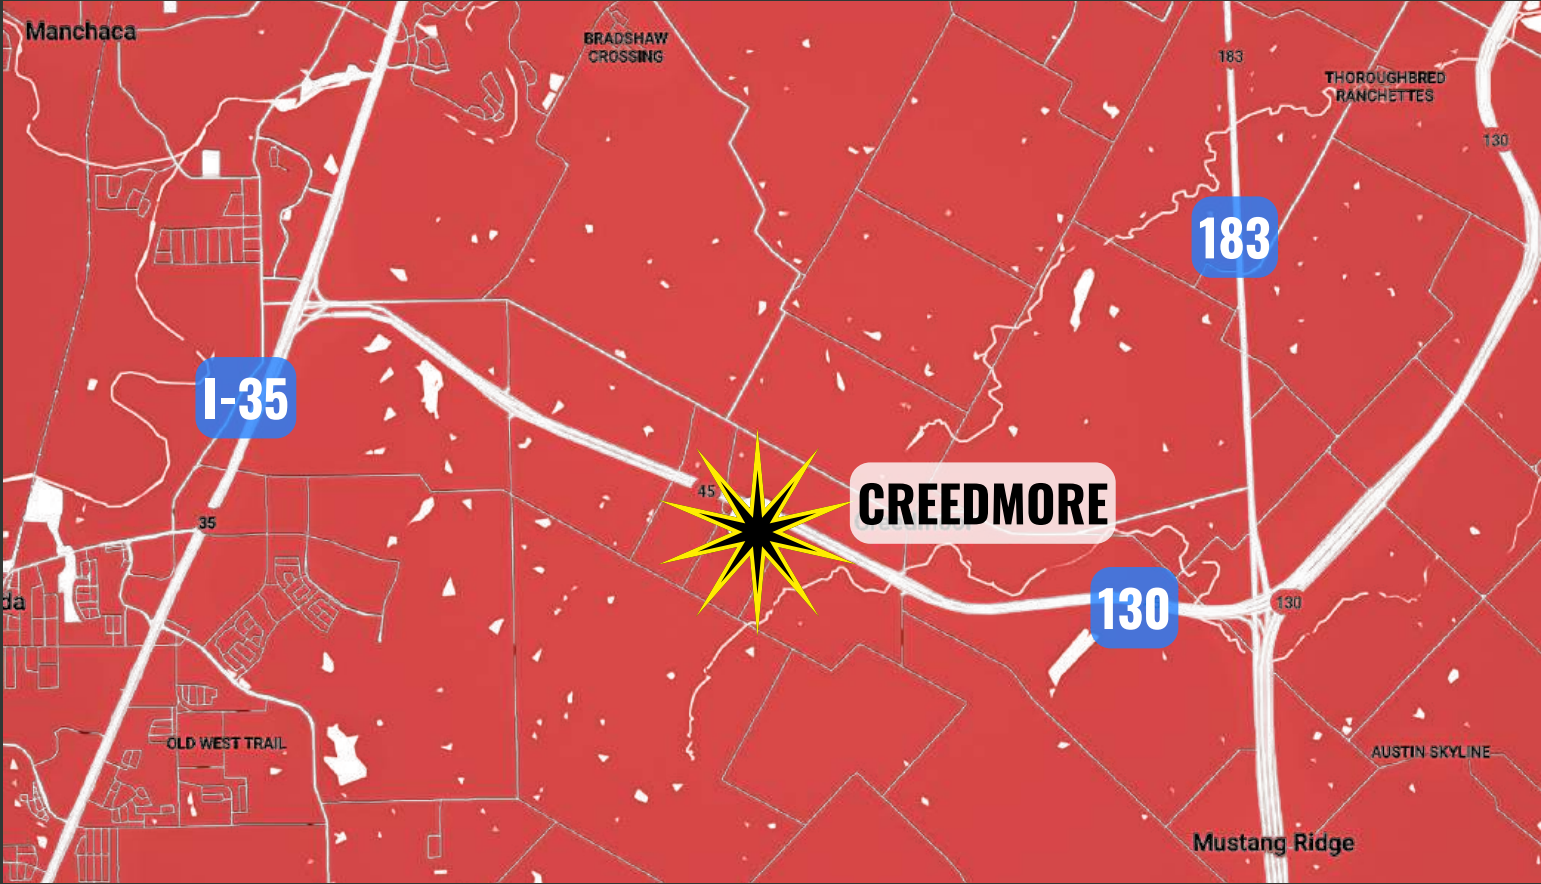 Manchaca
BRADSHAW
CROSSING
183
THOROUGHBRED
RANCHETTES
130
183
I-35
45
CREEDMORE
35
130
130
da
OLD WEST TRAIL
AUSTIN SKYLINE
Mustang Ridge